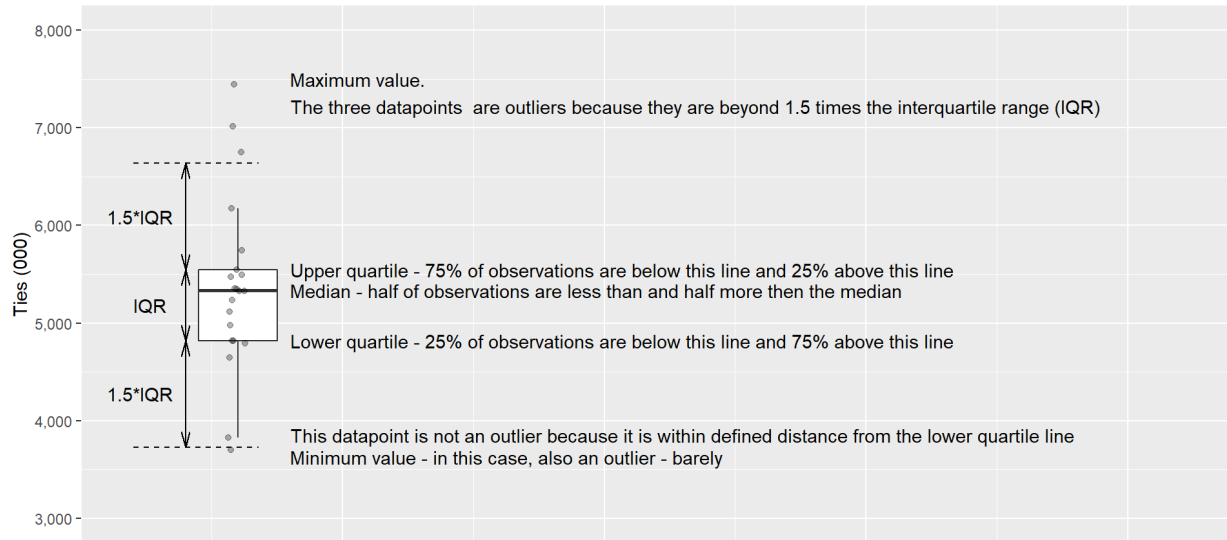 8,000
Maximum value.
The three datapoints  are outliers because they are beyond 1.5 times the interquartile range (IQR)
7,000
1.5*IQR
6,000
Ties (000)
Upper quartile - 75% of observations are below this line and 25% above this line
Median - half of observations are less than and half more then the median
IQR
5,000
Lower quartile - 25% of observations are below this line and 75% above this line
1.5*IQR
4,000
This datapoint is not an outlier because it is within defined distance from the lower quartile line
Minimum value - in this case, also an outlier - barely
3,000